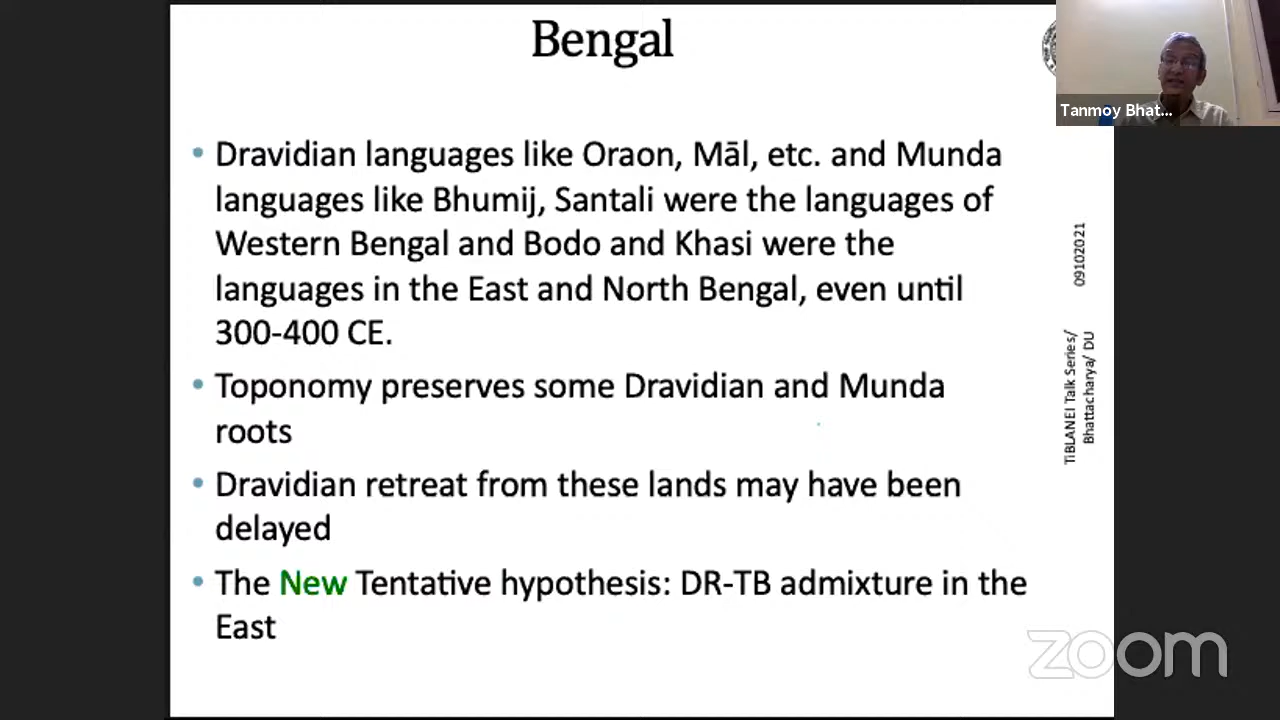 Bengal
Tanmoy Bhat...
• Dravidian languages like Oraon, Māl, etc. and Munda
languages like Bhumij, Santali were the languages of
Western Bengal and Bodo and Khasi were the
languages in the East and North Bengal, even until
300-400 CE.
• Toponomy preserves some Dravidian and Munda
roots
• Dravidian retreat from these lands may have been
delayed
• The New Tentative hypothesis: DR-TB admixture in the
East
09102021
TiBLANEI Talk Series/
Bhattacharya/ DU
zoom